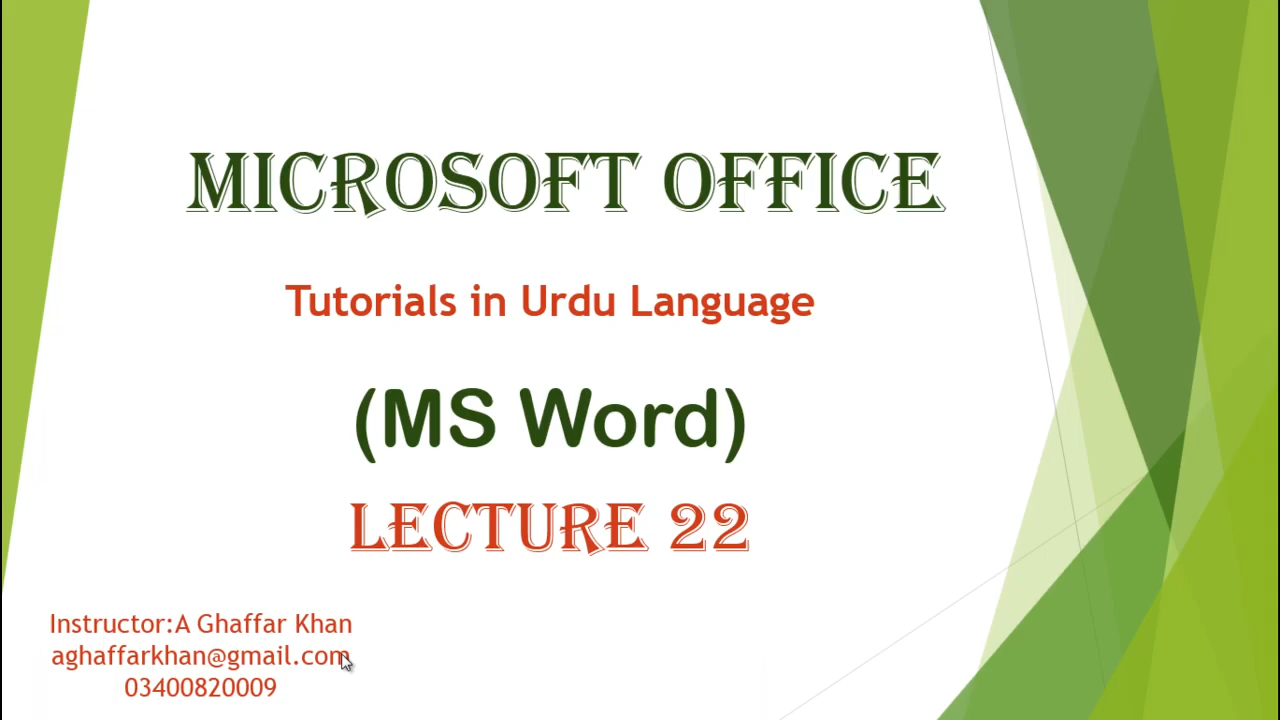 MICROSOFT OFFICE
Tutorials in Urdu Language
(MS Word)
LECTURE 22
Instructor:A Ghaffar Khan
aghaffarkhan@gmail.com
03400820009